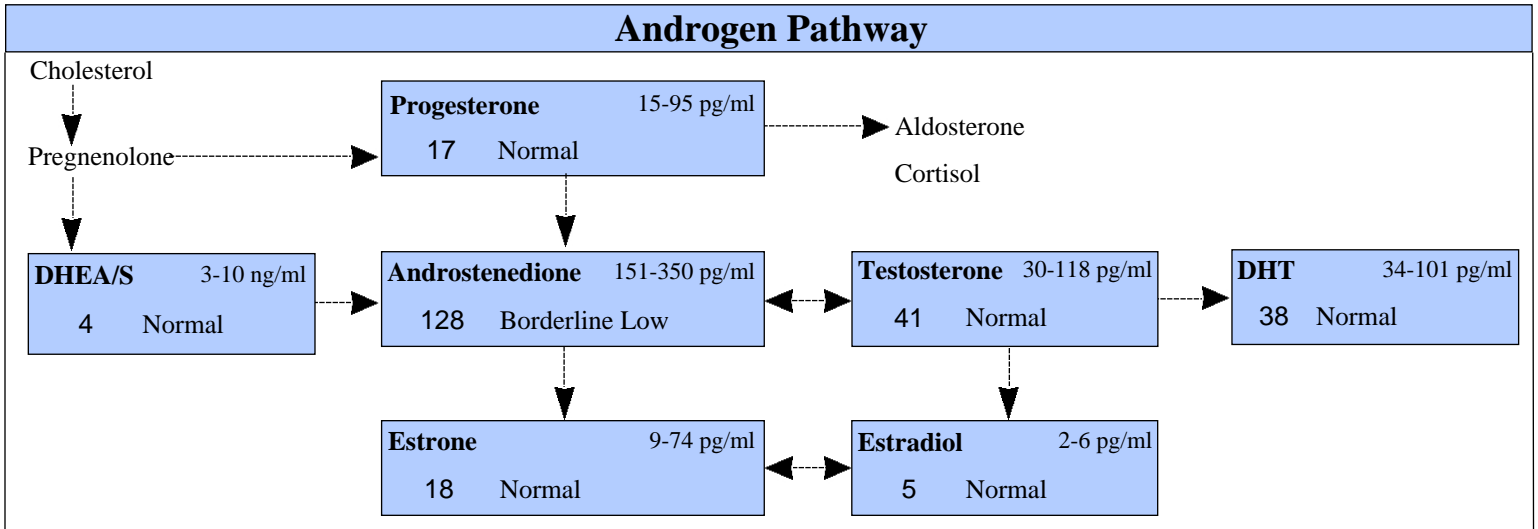 Androgen Pathway
Cholesterol
Progesterone 15-95 pg/ml
17 Normal
Aldosterone
Pregnenolone
Cortisol
DHEA/S 3-10 ng/ml
4 Normal
Androstenedione 151-350 pg/ml
128 Borderline Low
Testosterone 30-118 pg/ml
41 Normal
DHT 34-101 pg/ml
38 Normal
Estrone 9-74 pg/ml
18 Normal
Estradiol 2-6 pg/ml
5 Normal